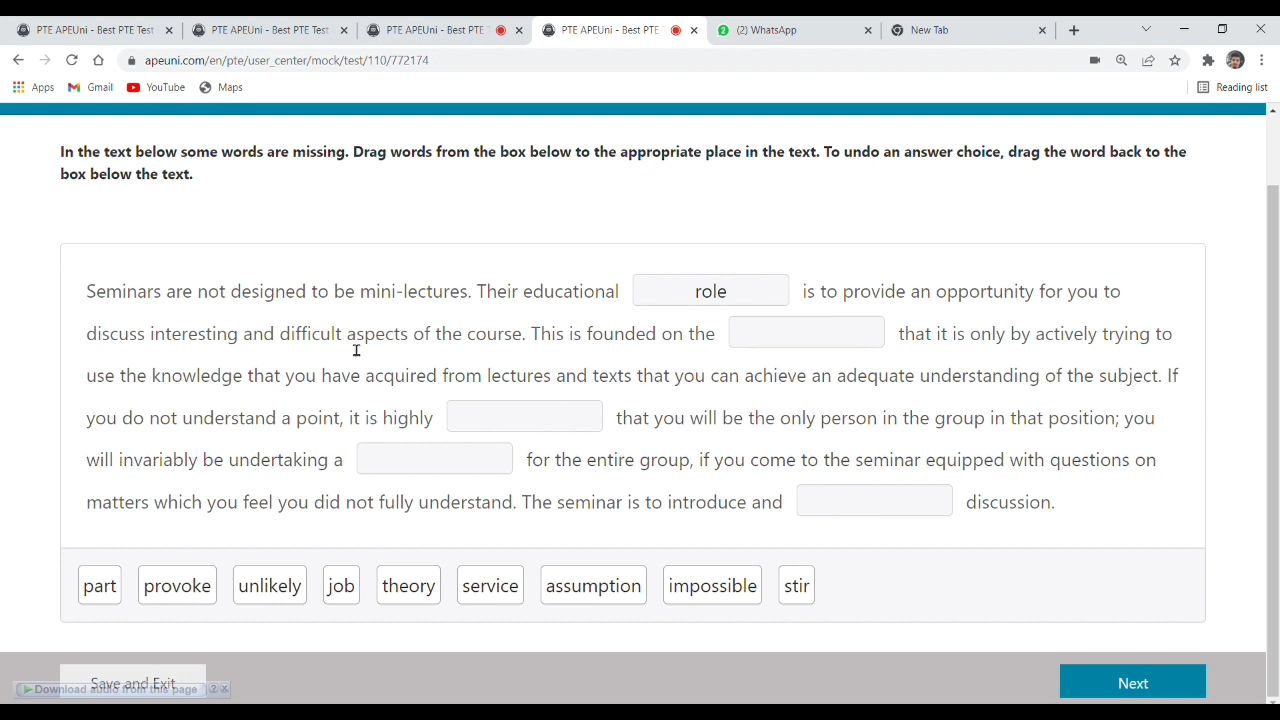 PTE APEUni - Best PTE Test
PTE APEUni - Best PTE Test
PTE APEUni - Best PTE
PTE APEUni - Best PTE
2 (2) WhatsApp
New Tab
apeuni.com/en/pte/user_center/mock/test/110/772174
Apps Gmail YouTube Maps Reading list
In the text below some words are missing. Drag words from the box below to the appropriate place in the text. To undo an answer choice, drag the word back to the
box below the text.
Seminars are not designed to be mini-lectures. Their educational role is to provide an opportunity for you to
discuss interesting and difficult aspects of the course. This is founded on the that it is only by actively trying to
use the knowledge that you have acquired from lectures and texts that you can achieve an adequate understanding of the subject. If
you do not understand a point, it is highly that you will be the only person in the group in that position; you
will invariably be undertaking a for the entire group, if you come to the seminar equipped with questions on
matters which you feel you did not fully understand. The seminar is to introduce and discussion.
part provoke unlikely job theory service assumption impossible stir
Save and Exit
Download audio from this page ? X
Next